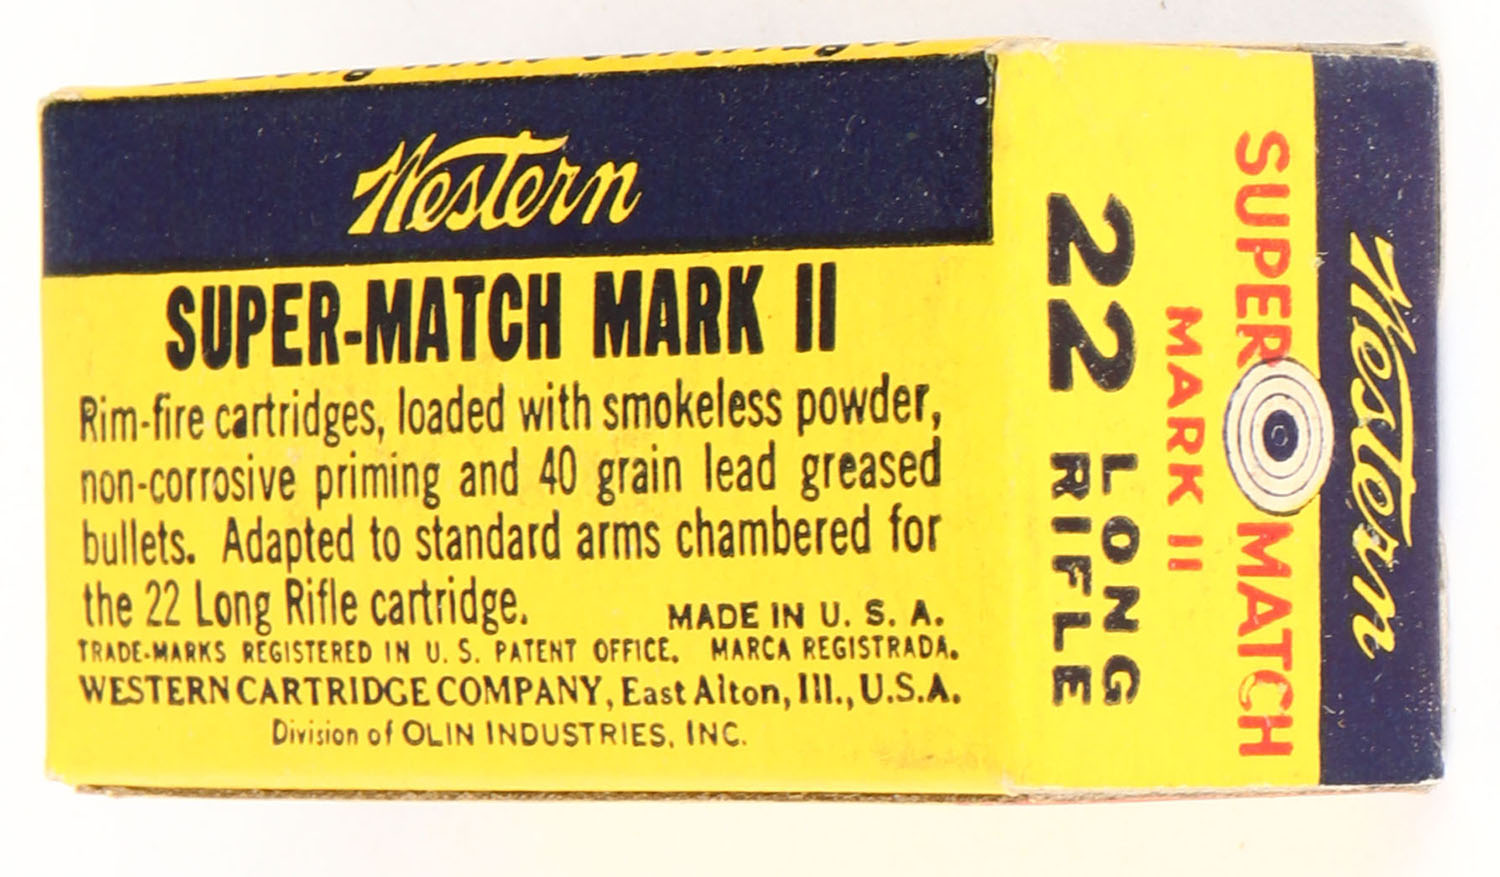 Long Rifle Cartridges
Western
SUPER-MATCH MARK II
Rim-fire cartridges, loaded with smokeless powder,
non-corrosive priming and 40 grain lead greased
bullets. Adapted to standard arms chambered for
the 22 Long Rifle cartridge.
MADE IN U. S. A.
TRADE-MARKS REGISTERED IN U. S. PATENT OFFICE. MARCA REGISTRADA.
WESTERN CARTRIDGE COMPANY, East Alton, Ill., U.S.A.
Division of OLIN INDUSTRIES, INC.
Western
SUPER MATCH
MARK II
22 LONG
RIFLE